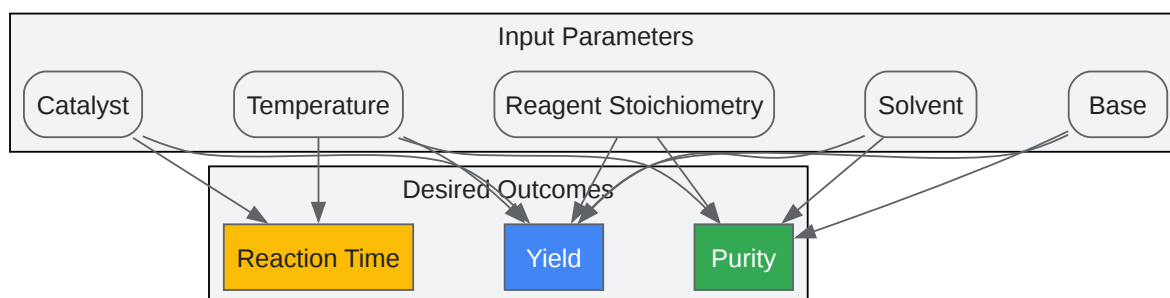 Input Parameters
Catalyst
Temperature
Reagent Stoichiometry
Solvent
Base
Desired Outcomes
Reaction Time
Yield
Purity